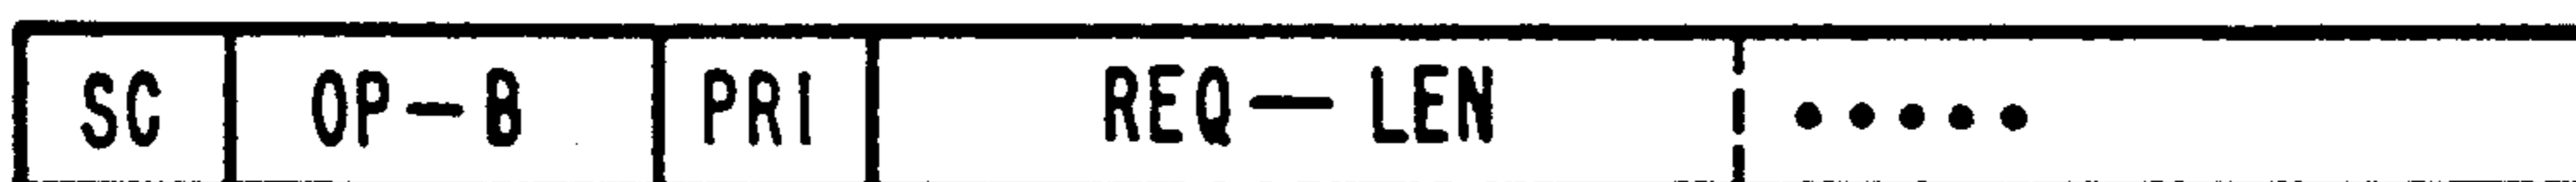 SC OP-B PRI REQ-LEN •••••